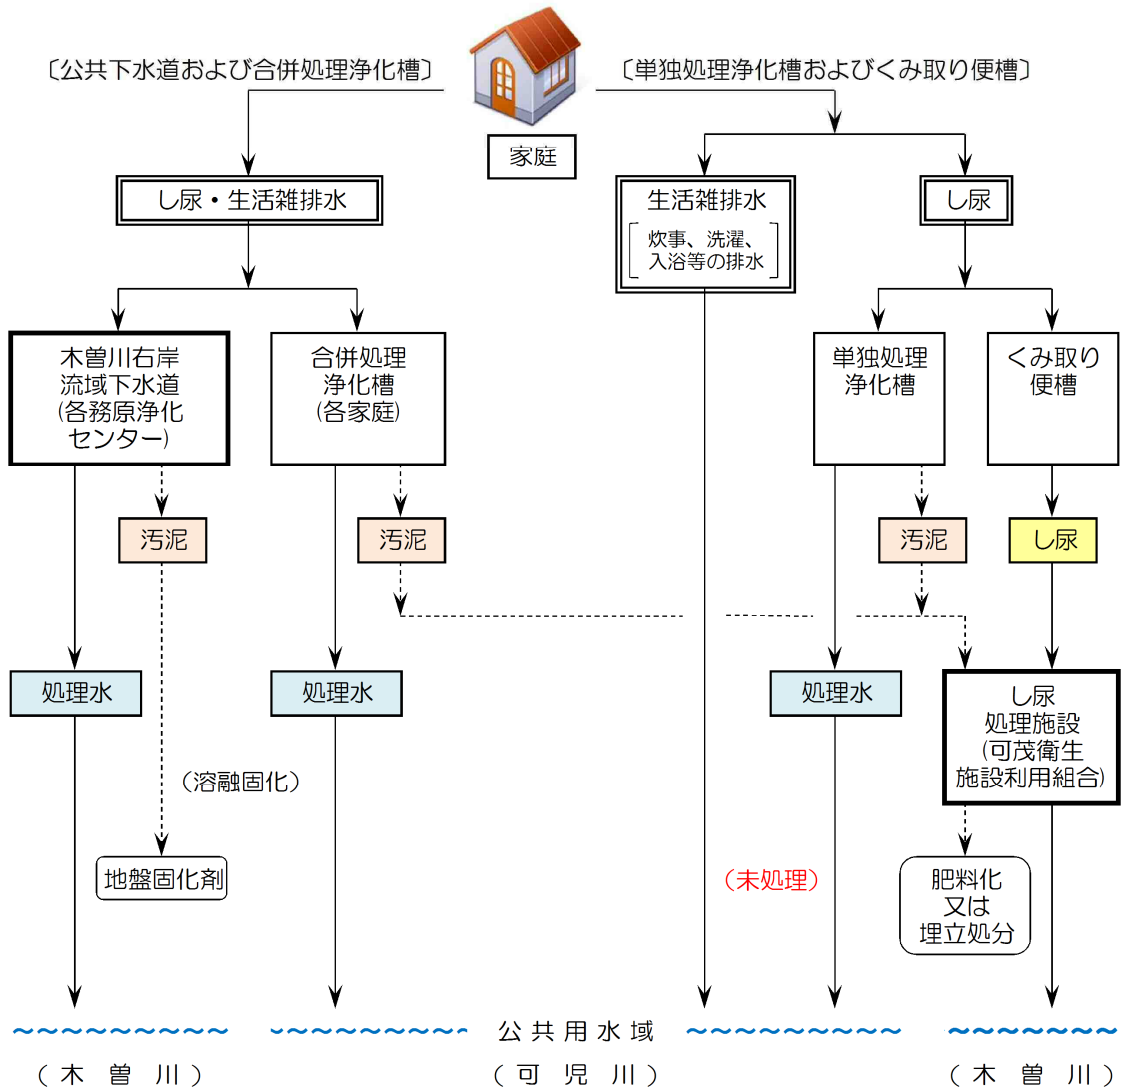 〔公共下水道および合併処理浄化槽〕
〔単独処理浄化槽およびくみ取り便槽〕
家庭
し尿・生活雑排水
生活雑排水
炊事、洗濯、
入浴等の排水
し尿
木曽川右岸
流域下水道
(各務原浄化
センター)
合併処理
浄化槽
(各家庭)
単独処理
浄化槽
くみ取り
便槽
汚泥
汚泥
汚泥
し尿
処理水
処理水
処理水
し尿
処理施設
(可茂衛生
施設利用組合)
（溶融固化）
地盤固化剤
（未処理）
肥料化
又は
埋立処分
公共用水域
（木曽川）
（可児川）
（木曽川）